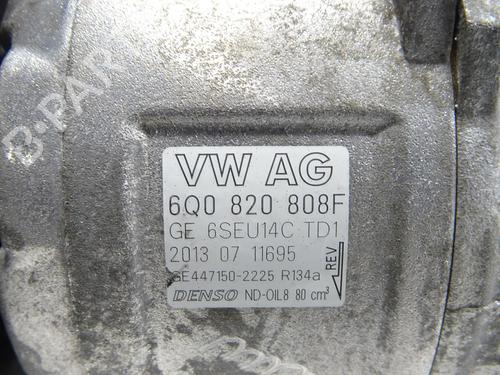 B-PARTS
VW AG
6Q0 820 808F
GE 6SEU14C TD1
2013 07 11695
GE447150-2225 R134a
REV
DENSO ND-OIL8 80 cm³